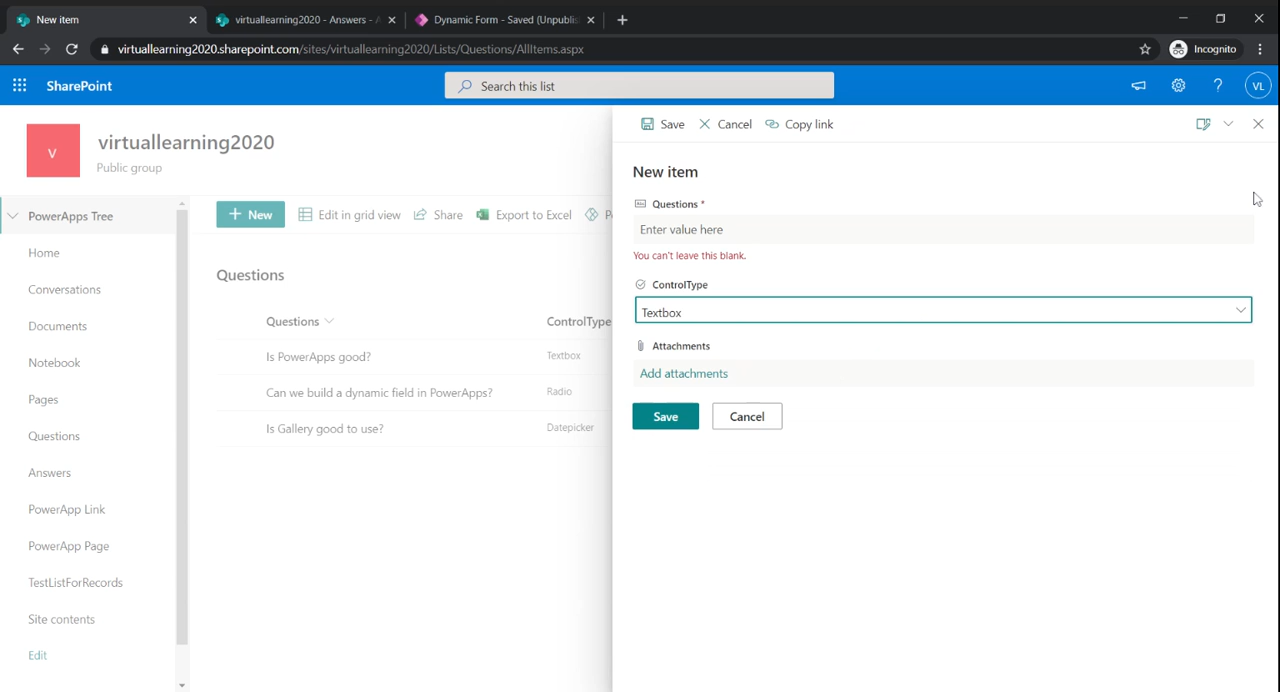 New item
virtuallearning2020 - Answers - A
Dynamic Form - Saved (Unpublis
virtuallearning2020.sharepoint.com/sites/virtuallearning2020/Lists/Questions/AllItems.aspx
Incognito
SharePoint
Search this list
VL
V
virtuallearning2020
Public group
PowerApps Tree
Home
Conversations
Documents
Notebook
Pages
Questions
Answers
PowerApp Link
PowerApp Page
TestListForRecords
Site contents
Edit
New
Edit in grid view
Share
Export to Excel
P
Questions
Questions
ControlType
Is PowerApps good?
Textbox
Can we build a dynamic field in PowerApps?
Radio
Is Gallery good to use?
Datepicker
Save
Cancel
Copy link
New item
Questions *
Enter value here
You can't leave this blank.
ControlType
Textbox
Attachments
Add attachments
Save
Cancel